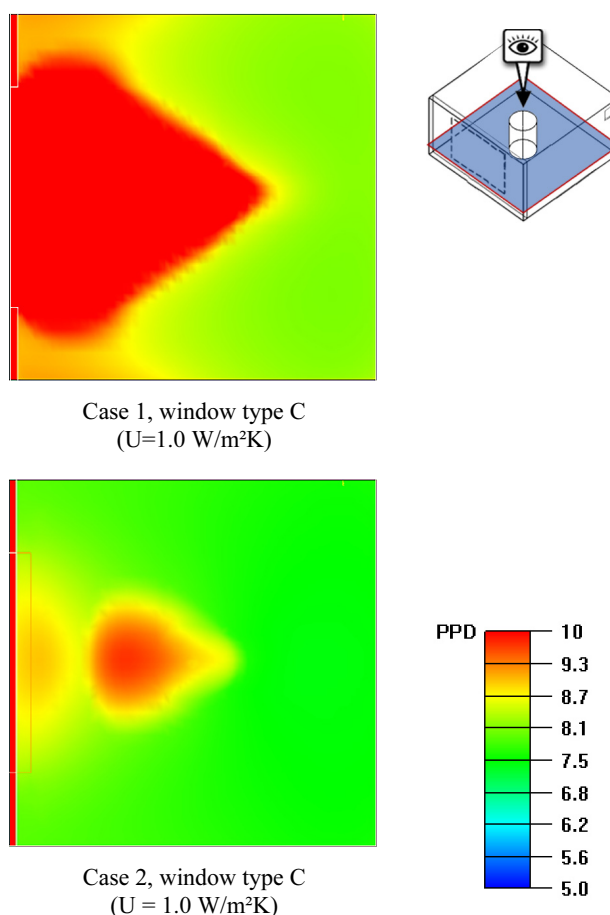 Case 1, window type C
(U=1.0 W/m²K)
PPD
10
9.3
8.7
8.1
7.5
6.8
6.2
5.6
5.0
Case 2, window type C
(U = 1.0 W/m²K)